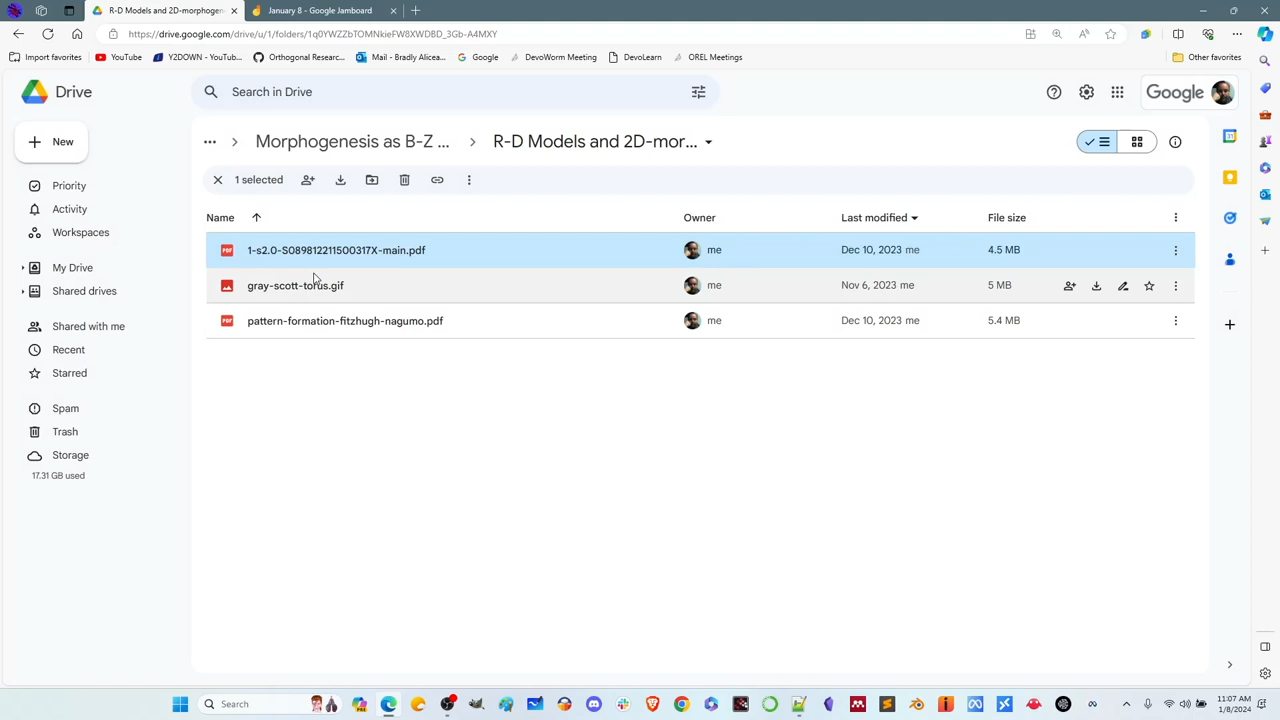 R-D Models and 2D-morphogen
January 8 - Google Jamboard
https://drive.google.com/drive/u/1/folders/1q0YWZZbTOMNkieFW8XWDBD_3Gb-A4MXY
Import favorites
YouTube
Y2DOWN - YouTub...
Orthogonal Researc...
Mail - Bradly Alicea...
Google
DevoWorm Meeting
DevoLearn
OREL Meetings
Other favorites
Drive
Search in Drive
Google
New
Morphogenesis as B-Z ...
R-D Models and 2D-mor...
1 selected
Priority
Activity
Workspaces
My Drive
Shared drives
Shared with me
Recent
Starred
Spam
Trash
Storage
17.31 GB used
Name Owner Last modified File size
1-s2.0-S089812211500317X-main.pdf me Dec 10, 2023 me 4.5 MB
gray-scott-torus.gif me Nov 6, 2023 me 5 MB
pattern-formation-fitzhugh-nagumo.pdf me Dec 10, 2023 me 5.4 MB
Search
11:07 AM
1/8/2024